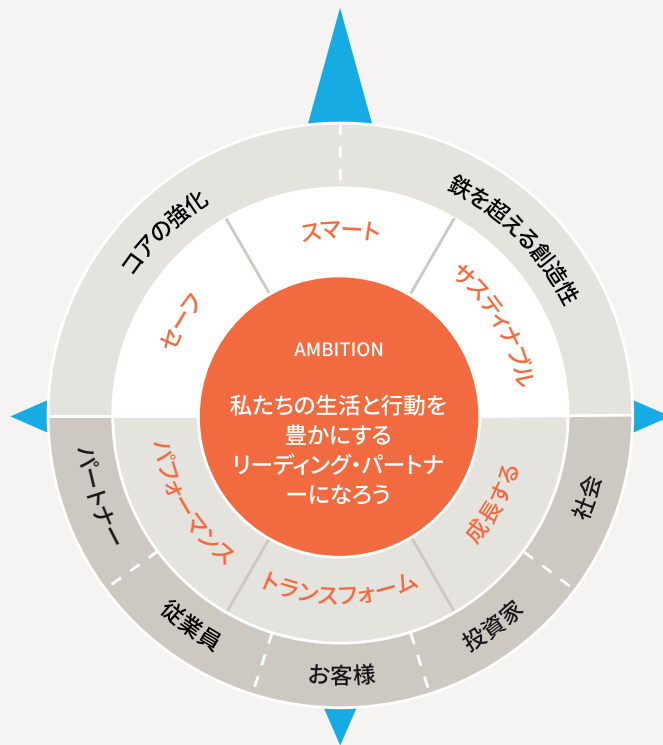 コアの強化
鉄を超える創造性
セーフ
スマート
サスティナブル
AMBITION
私たちの生活と行動を
豊かにする
リーディング・パートナ
ーになろう
パフォーマンス
トランスフォーム
成長する
パートナー
従業員
お客様
投資家
社会